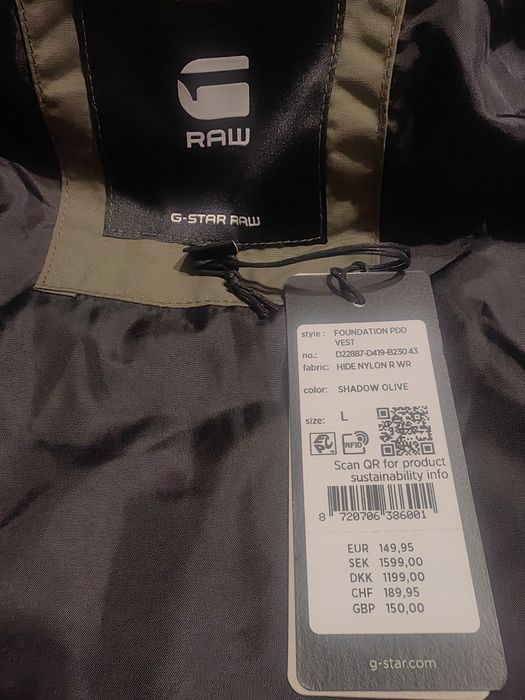 RAW
G-STAR RAW
style : FOUNDATION PDD
VEST
no.: D22887-D419-B230 43
fabric: HIDE NYLON R WR
color: SHADOW OLIVE
size: L
RFID
Scan QR for product
sustainability info
8 720706 386001
EUR 149,95
SEK 1599,00
DKK 1199,00
CHF 189,95
GBP 150,00
g-star.com